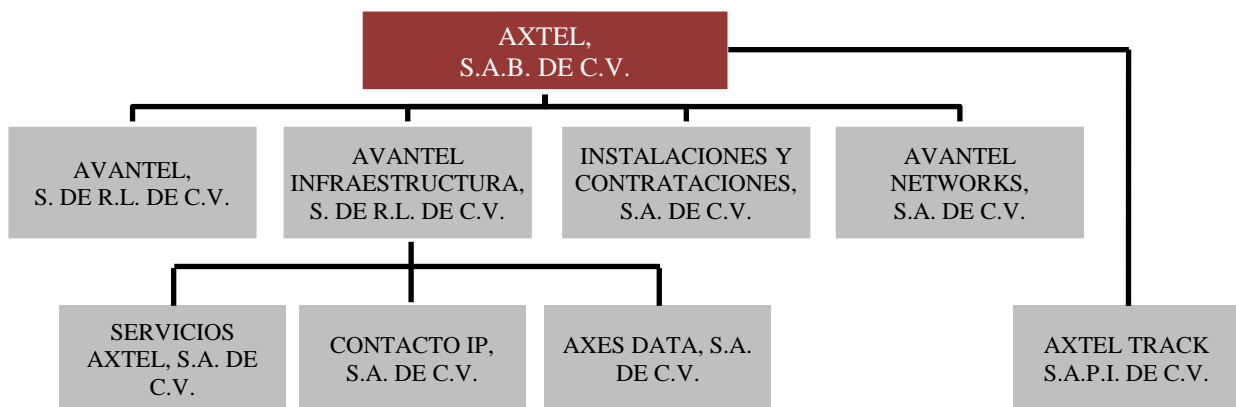 AXTEL,
S.A.B. DE C.V.
AVANTEL,
S. DE R.L. DE C.V.
AVANTEL
INFRAESTRUCTURA,
S. DE R.L. DE C.V.
INSTALACIONES Y
CONTRATACIONES,
S.A. DE C.V.
AVANTEL
NETWORKS,
S.A. DE C.V.
SERVICIOS
AXTEL, S.A. DE
C.V.
CONTACTO IP,
S.A. DE C.V.
AXES DATA, S.A.
DE C.V.
AXTEL TRACK
S.A.P.I. DE C.V.